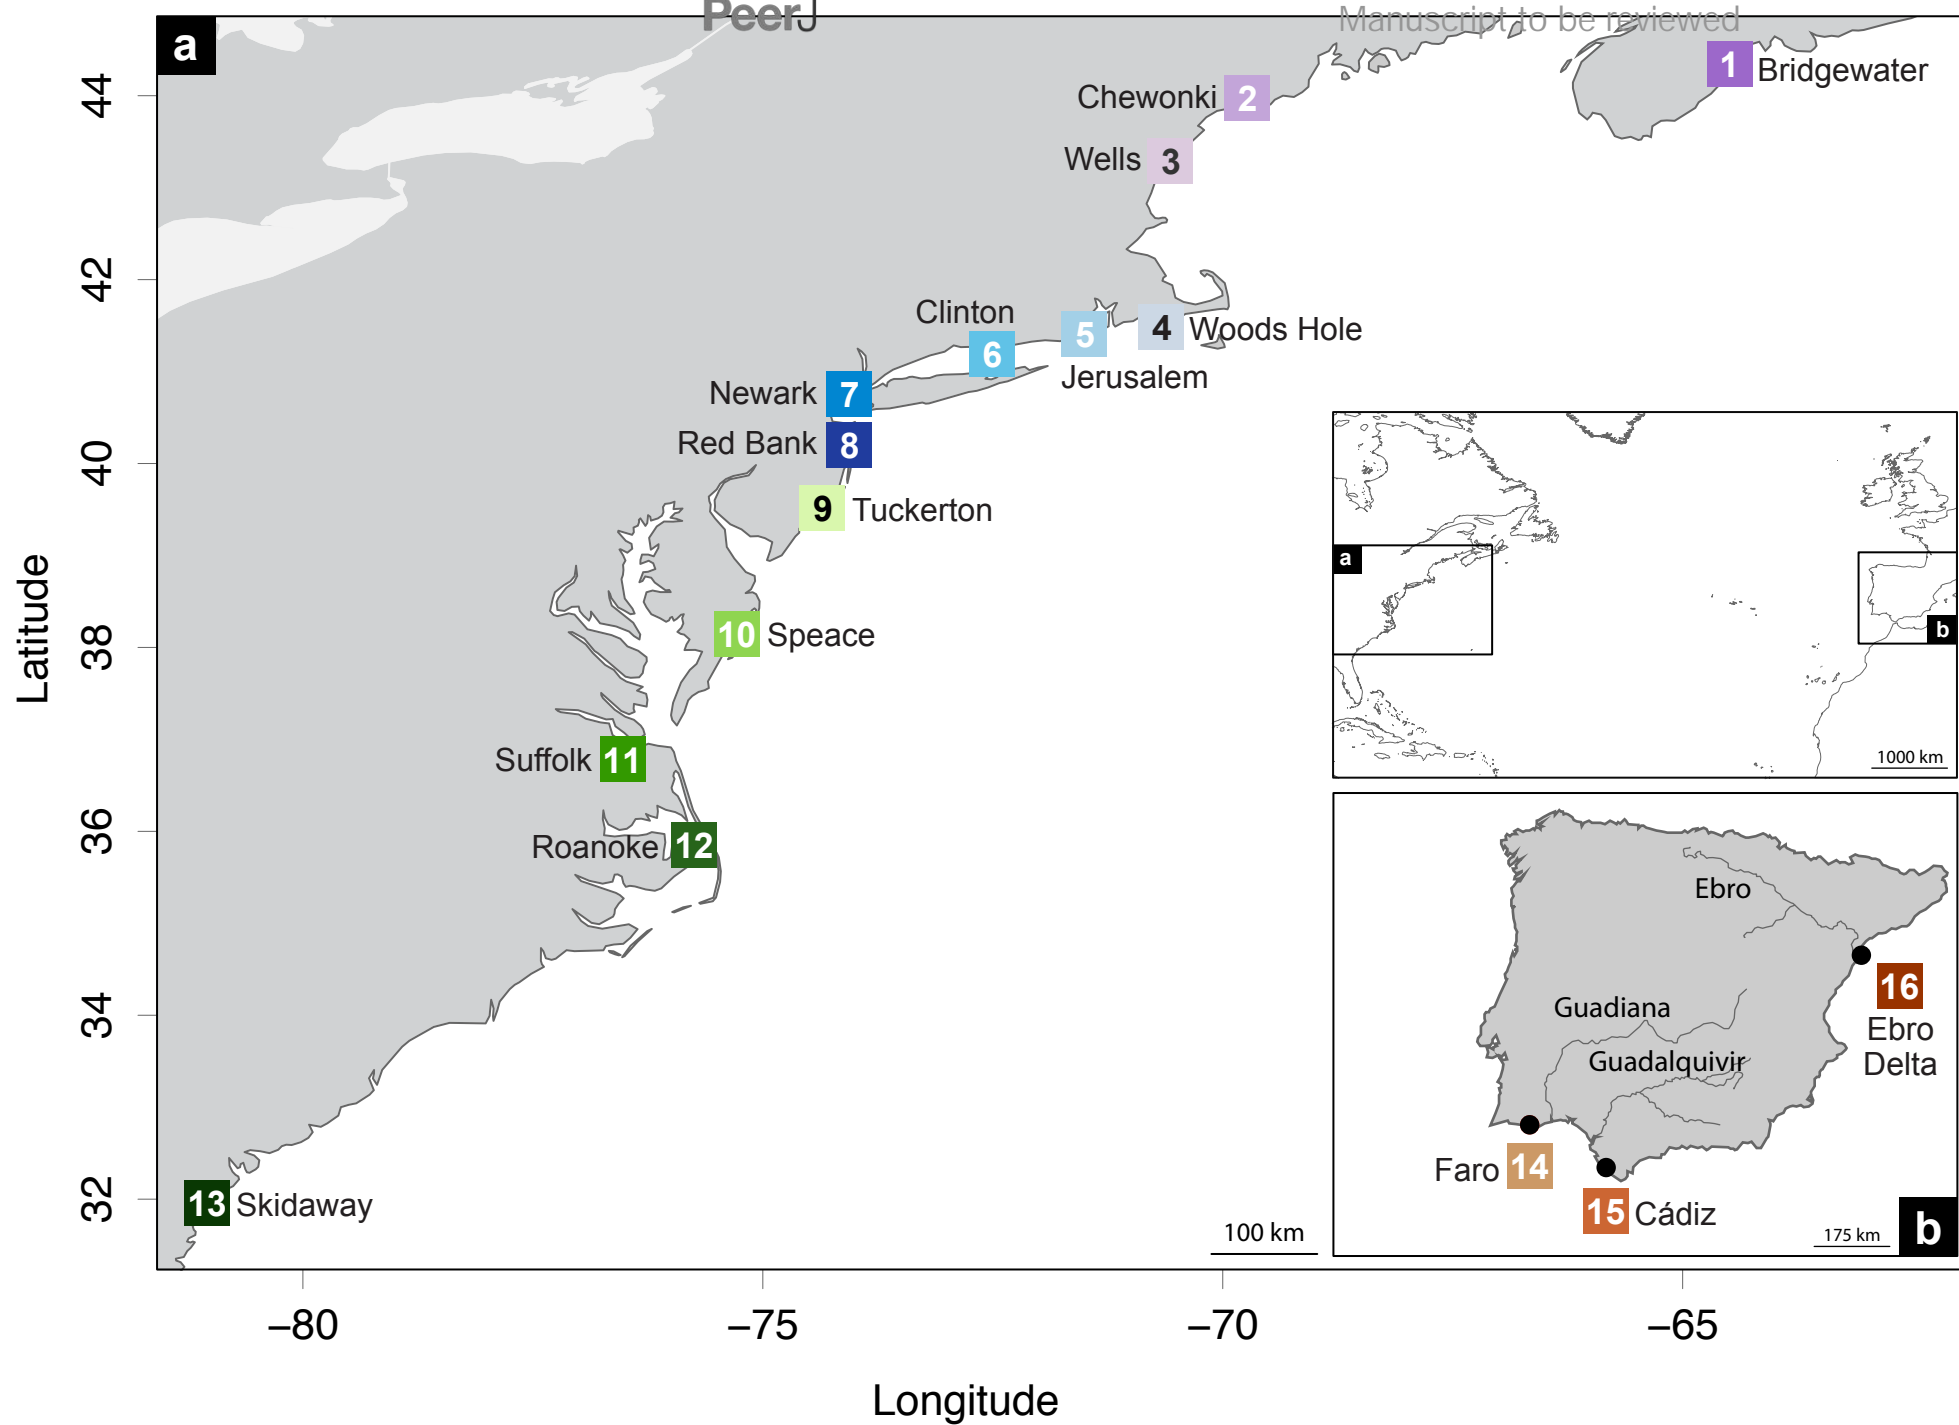 PeerJ
Manuscript to be reviewed
a
44
42
40
38
36
34
32
Latitude
1 Bridgewater
Chewonki 2
Wells 3
4 Woods Hole
5
Jerusalem
Clinton
6
Newark 7
Red Bank 8
9 Tuckerton
10 Speace
Suffolk 11
Roanoke 12
13 Skidaway
100 km
a
b
1000 km
Ebro
Guadiana
Guadalquivir
16
Ebro
Delta
Faro 14
15 Cádiz
175 km
b
–80
–75
–70
–65
Longitude